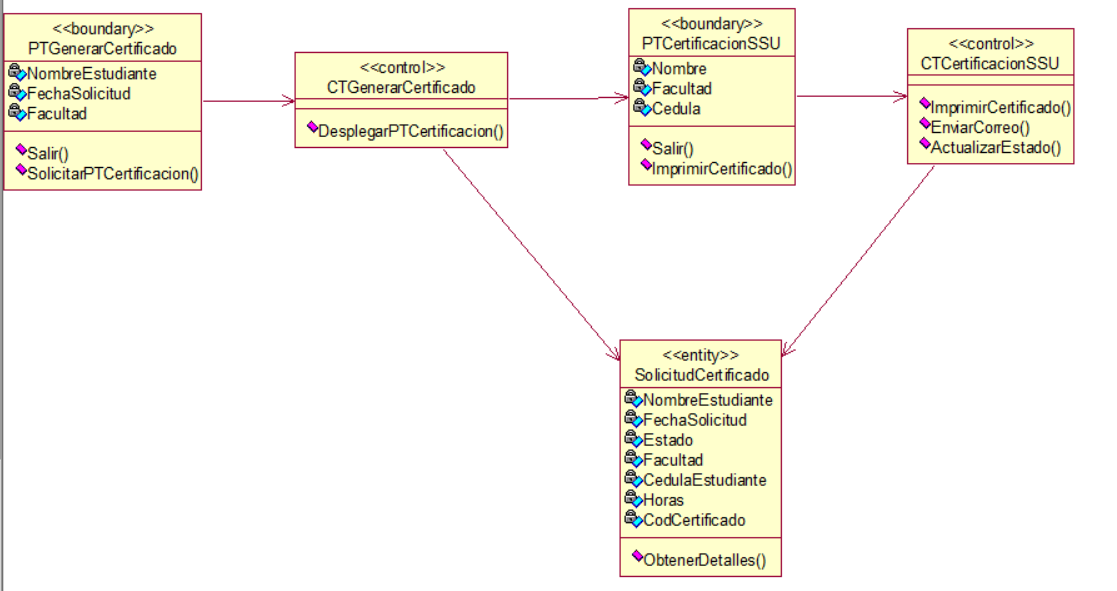 <<boundary>>
PTGenerarCertificado
NombreEstudiante
FechaSolicitud
Facultad
Salir()
SolicitarPTCertificacion()
<<control>>
CTGenerarCertificado
DesplegarPTCertificacion()
<<boundary>>
PTCertificacionSSU
Nombre
Facultad
Cedula
Salir()
ImprimirCertificado()
<<control>>
CTCertificacionSSU
ImprimirCertificado()
EnviarCorreo()
ActualizarEstado()
<<entity>>
SolicitudCertificado
NombreEstudiante
FechaSolicitud
Estado
Facultad
CedulaEstudiante
Horas
CodCertificado
ObtenerDetalles()